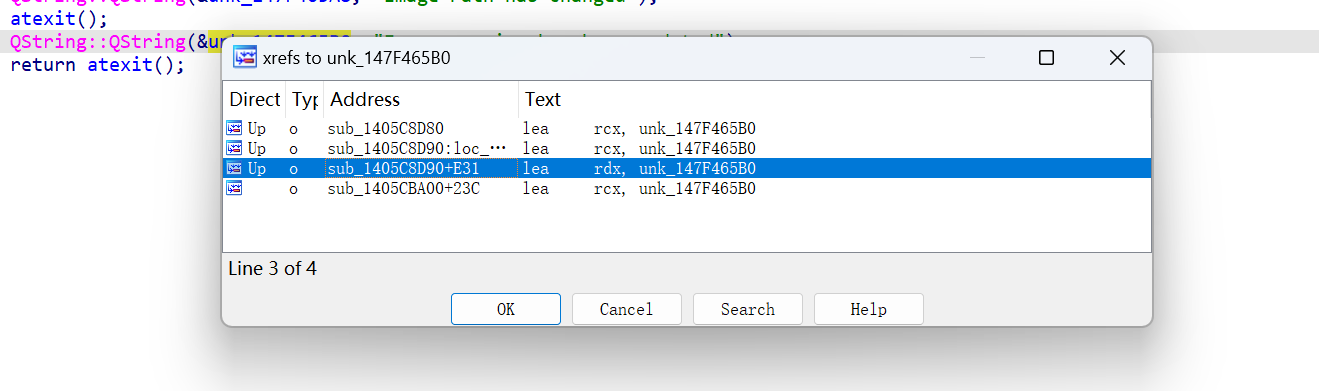 atexit();
QString::QString(&
return atexit();
xrefs to unk_147F465B0
Direct Typ Address Text
Up o sub_1405C8D80 lea rcx, unk_147F465B0
Up o sub_1405C8D90:loc_… lea rcx, unk_147F465B0
Up o sub_1405C8D90+E31 lea rdx, unk_147F465B0
o sub_1405CBA00+23C lea rcx, unk_147F465B0
Line 3 of 4
OK Cancel Search Help